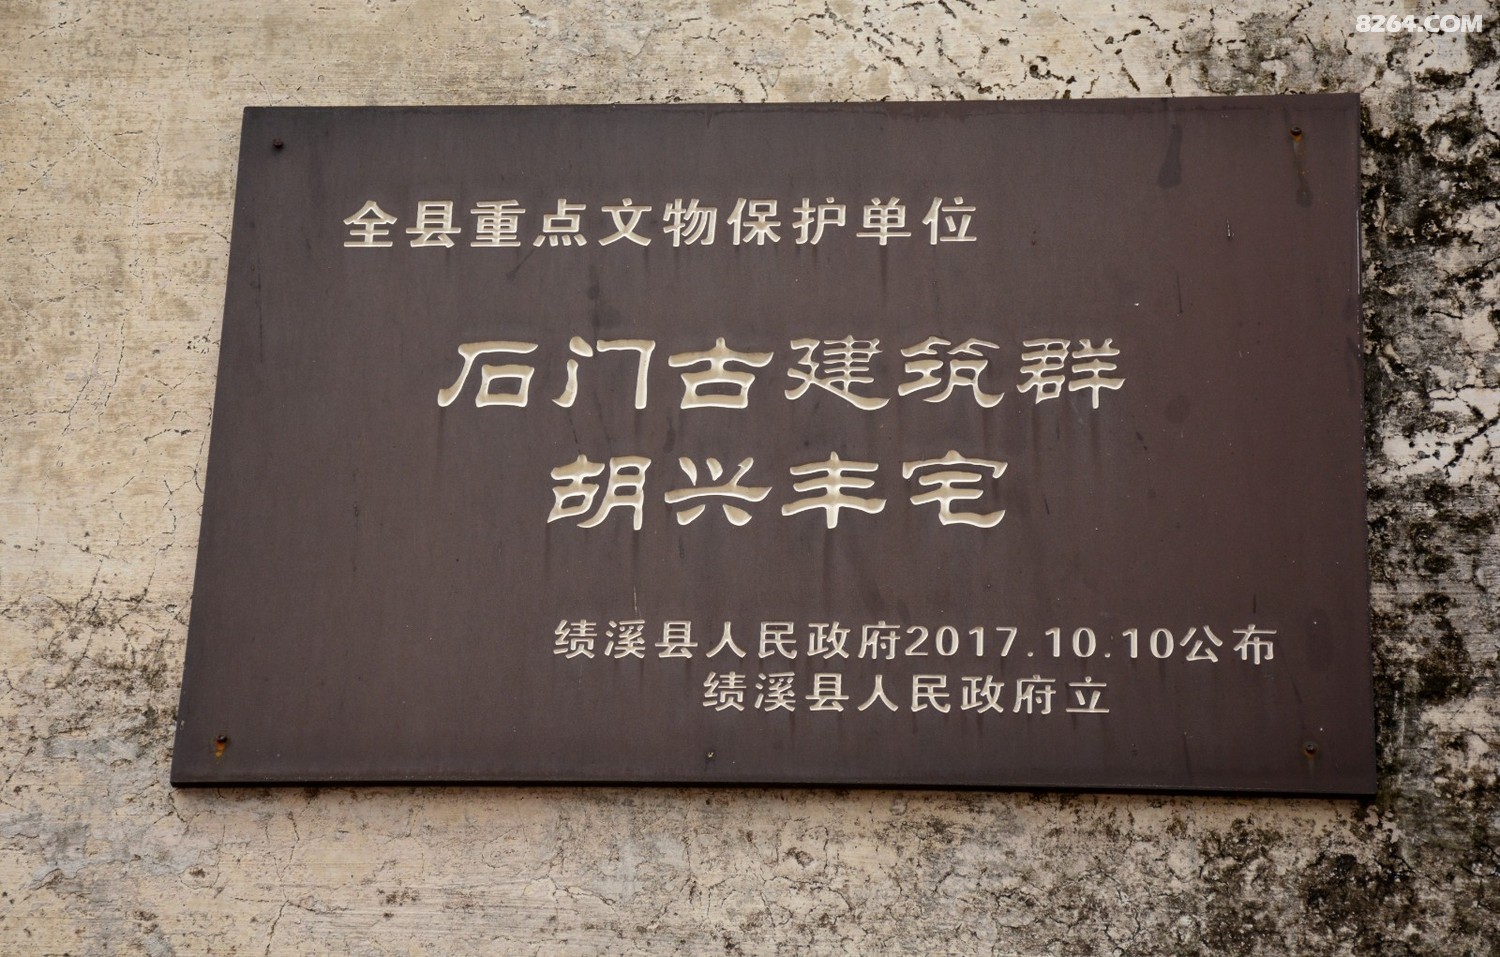 8264.COM
全县重点文物保护单位
石门古建筑群
胡兴丰宅
绩溪县人民政府2017.10.10公布
绩溪县人民政府立